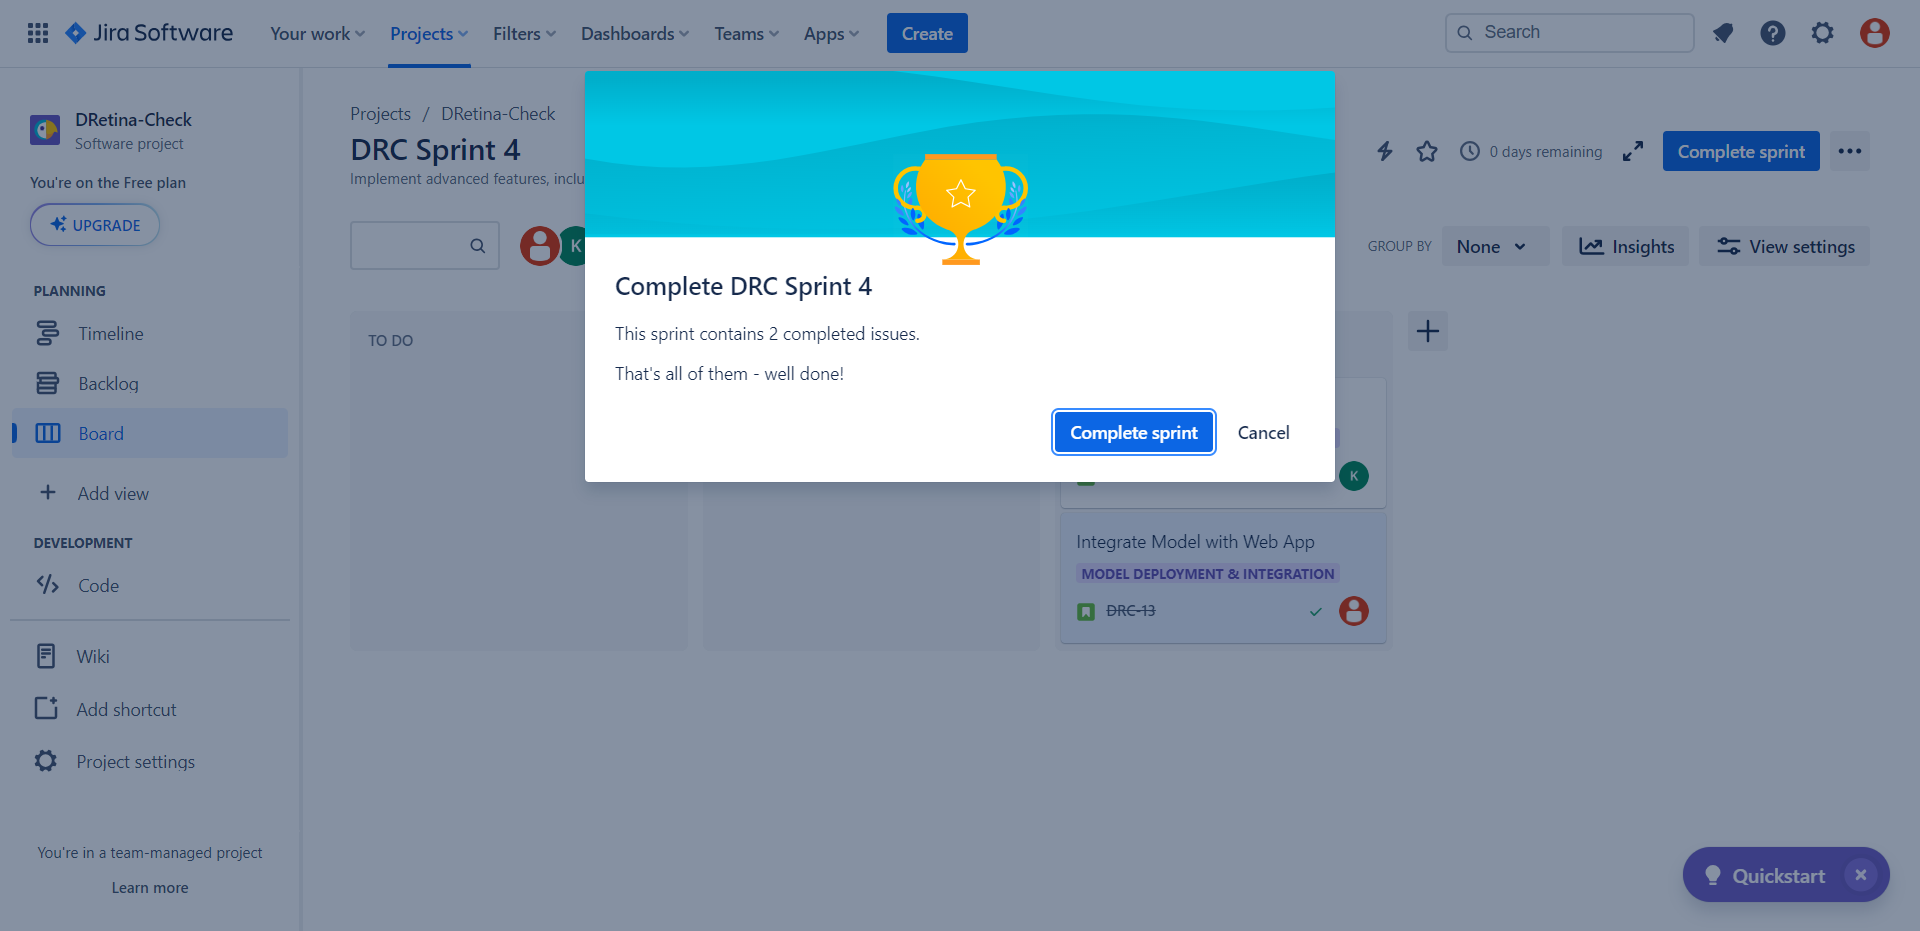 Jira Software
Your work
Projects
Filters
Dashboards
Teams
Apps
Create
Search
DRetina-Check
Software project
You're on the Free plan
UPGRADE
PLANNING
Timeline
Backlog
Board
Add view
DEVELOPMENT
Code
Wiki
Add shortcut
Project settings
You're in a team-managed project
Learn more
Projects / DRetina-Check
DRC Sprint 4
Implement advanced features, inclu
0 days remaining
Complete sprint
K
GROUP BY
None
Insights
View settings
TO DO
Complete DRC Sprint 4
This sprint contains 2 completed issues.
That's all of them - well done!
Complete sprint
Cancel
K
Integrate Model with Web App
MODEL DEPLOYMENT & INTEGRATION
DRC-13
Quickstart